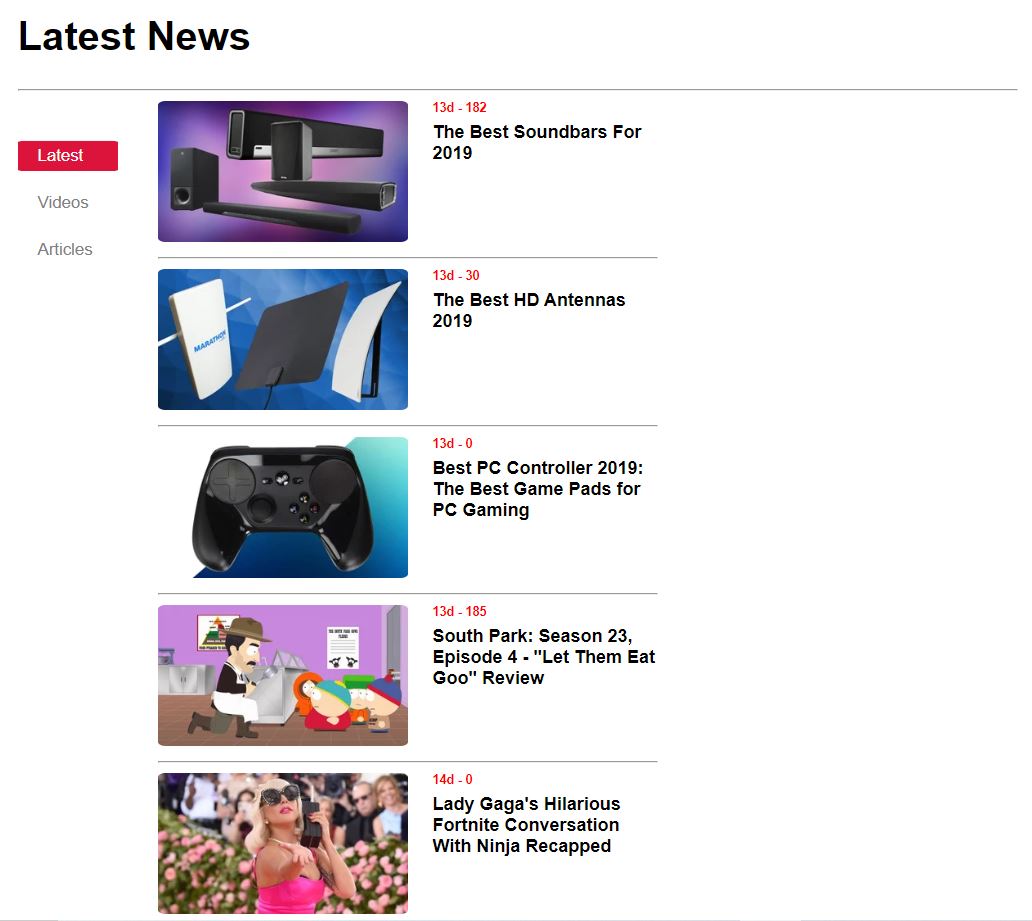 Latest News
Latest
Videos
Articles
13d - 182
The Best Soundbars For
2019
MARATHON
13d - 30
The Best HD Antennas
2019
13d - 0
Best PC Controller 2019:
The Best Game Pads for
PC Gaming
13d - 185
South Park: Season 23,
Episode 4 - "Let Them Eat
Goo" Review
14d - 0
Lady Gaga's Hilarious
Fortnite Conversation
With Ninja Recapped